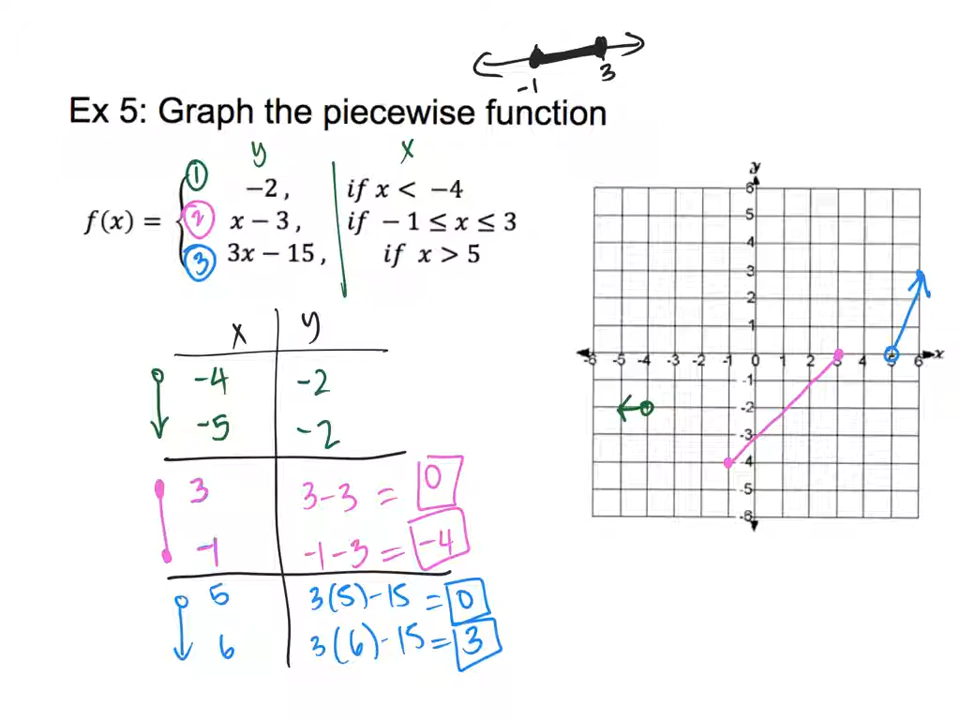 -1 3
Ex 5: Graph the piecewise function
y x
① −2, if x < −4
f(x) = ② x − 3, if − 1 ≤ x ≤ 3
③ 3x − 15, if x > 5
x y
-4 -2
-5 -2
3 3-3 = 0
-1 -1-3 = -4
5 3(5)-15 = 0
6 3(6)-15 = 3
y
6
5
4
3
2
1
-6 -5 -4 -3 -2 -1 0 1 2 3 4 5 6 x
-1
-2
-3
-4
-5
-6